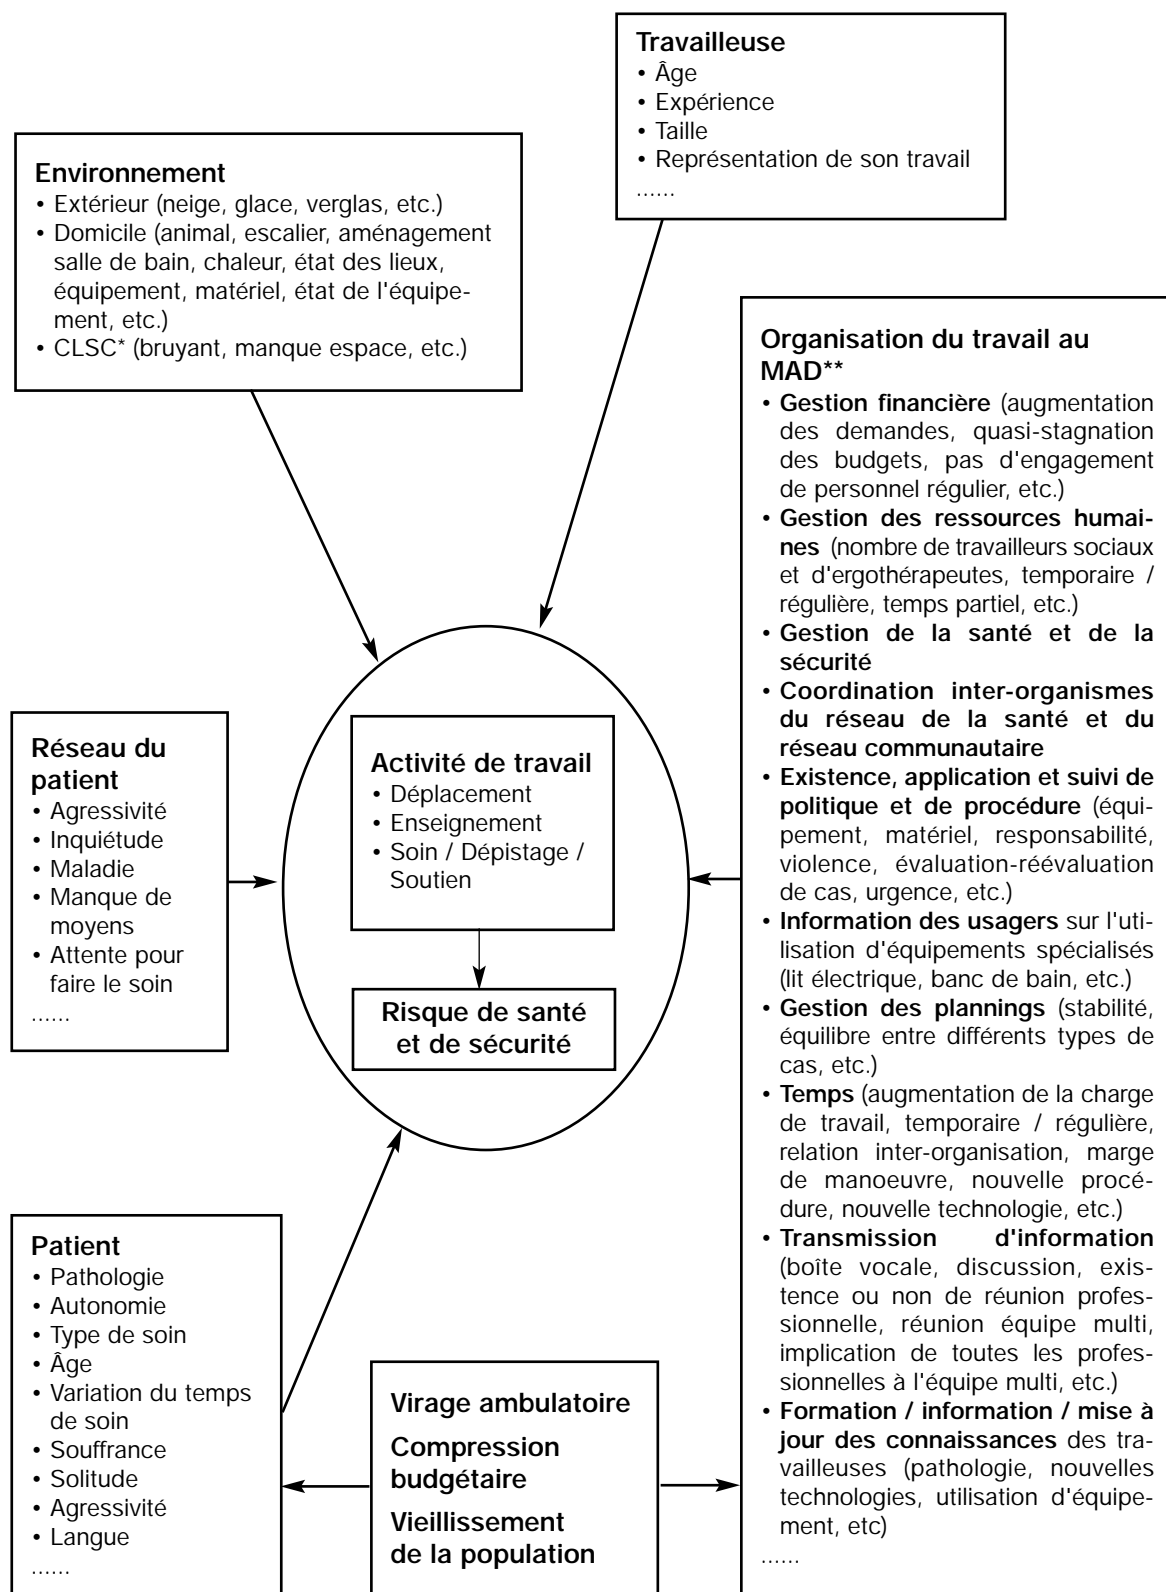 Travailleuse
• Âge
• Expérience
• Taille
• Représentation de son travail
......
Environnement
• Extérieur (neige, glace, verglas, etc.)
• Domicile (animal, escalier, aménagement
salle de bain, chaleur, état des lieux,
équipement, matériel, état de l'équipe-
ment, etc.)
• CLSC* (bruyant, manque espace, etc.)
Organisation du travail au
MAD**
• Gestion financière (augmentation
des demandes, quasi-stagnation
des budgets, pas d'engagement
de personnel régulier, etc.)
• Gestion des ressources humai-
nes (nombre de travailleurs sociaux
et d'ergothérapeutes, temporaire /
régulière, temps partiel, etc.)
• Gestion de la santé et de la
sécurité
• Coordination inter-organismes
du réseau de la santé et du
réseau communautaire
• Existence, application et suivi de
politique et de procédure (équi-
pement, matériel, responsabilité,
violence, évaluation-réévaluation
de cas, urgence, etc.)
• Information des usagers sur l'uti-
lisation d'équipements spécialisés
(lit électrique, banc de bain, etc.)
• Gestion des plannings (stabilité,
équilibre entre différents types de
cas, etc.)
• Temps (augmentation de la charge
de travail, temporaire / régulière,
relation inter-organisation, marge
de manoeuvre, nouvelle procé-
dure, nouvelle technologie, etc.)
• Transmission d'information
(boîte vocale, discussion, exis-
tence ou non de réunion profes-
sionnelle, réunion équipe multi,
implication de toutes les profes-
sionnelles à l'équipe multi, etc.)
• Formation / information / mise à
jour des connaissances des tra-
vailleuses (pathologie, nouvelles
technologies, utilisation d'équipe-
ment, etc)
......
Réseau du
patient
• Agressivité
• Inquiétude
• Maladie
• Manque de
moyens
• Attente pour
faire le soin
......
Activité de travail
• Déplacement
• Enseignement
• Soin / Dépistage /
Soutien
Risque de santé
et de sécurité
Patient
• Pathologie
• Autonomie
• Type de soin
• Âge
• Variation du temps
de soin
• Souffrance
• Solitude
• Agressivité
• Langue
......
Virage ambulatoire
Compression
budgétaire
Vieillissement
de la population